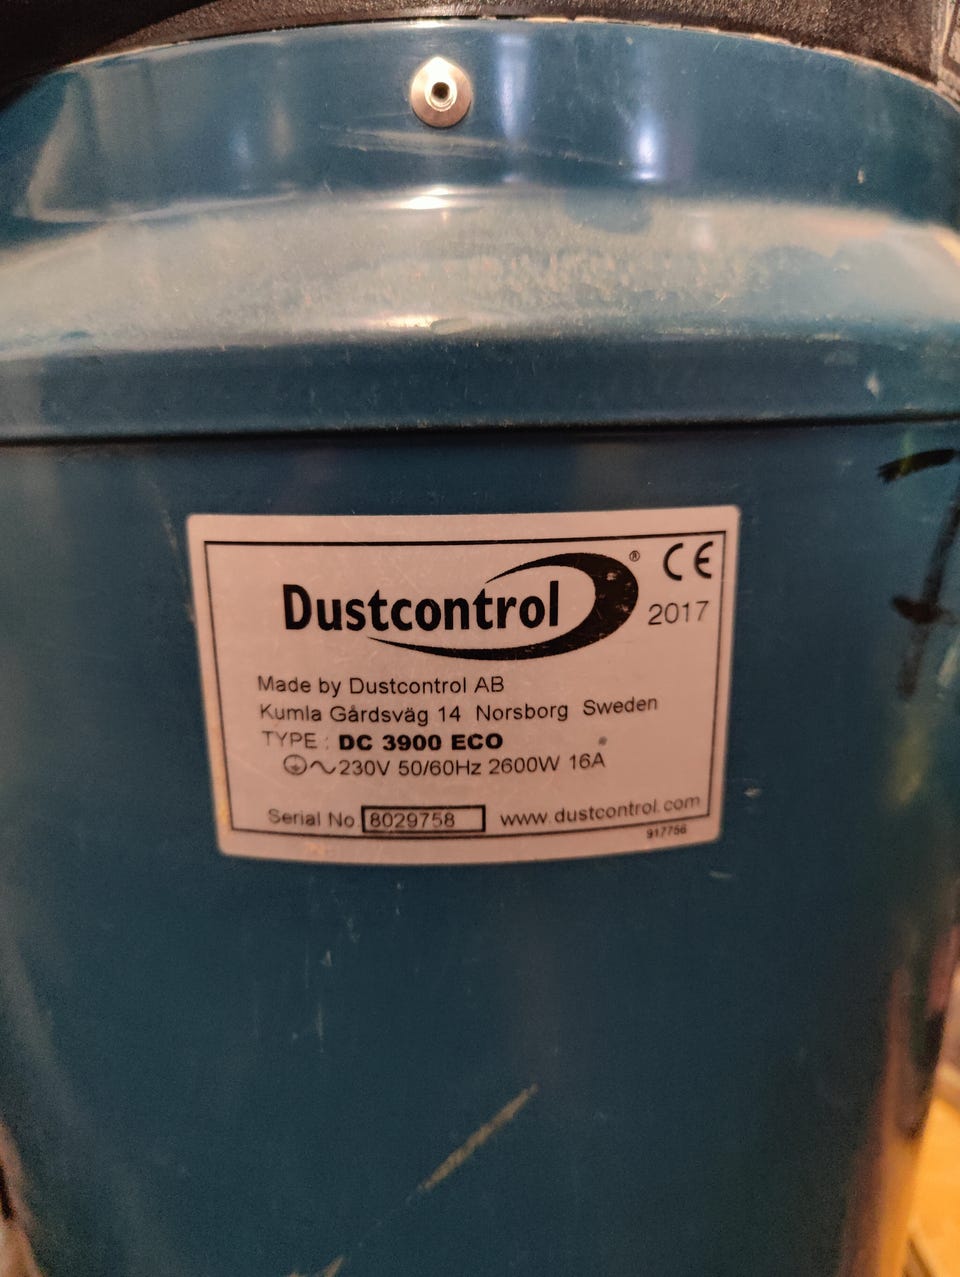 Dustcontrol ® CE
2017
Made by Dustcontrol AB
Kumla Gårdsväg 14 Norsborg Sweden
TYPE : DC 3900 ECO
230V 50/60Hz 2600W 16A
Serial No 8029758 www.dustcontrol.com
917756